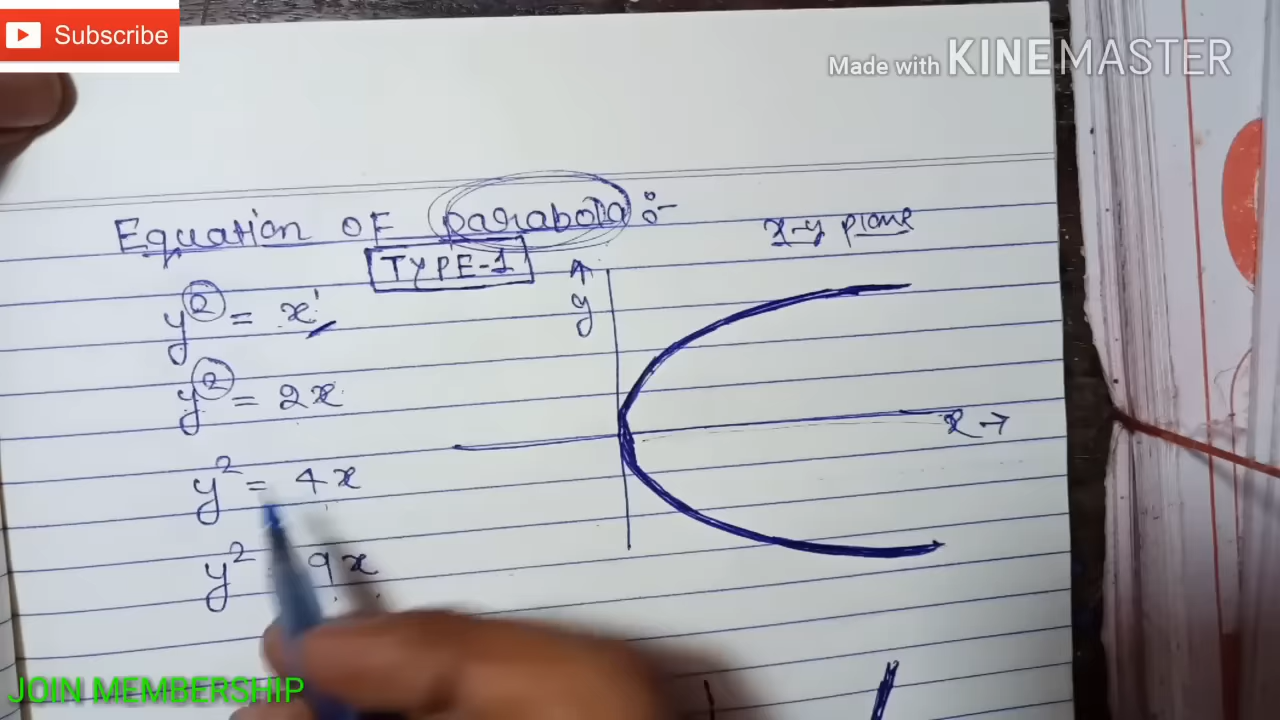 Subscribe
Made with KINEMASTER
Equation OF parabola :-
x-y plane
TYPE-1
y
y² = x¹
y² = 2x
x →
y² = 4x
y² 9x
JOIN MEMBERSHIP